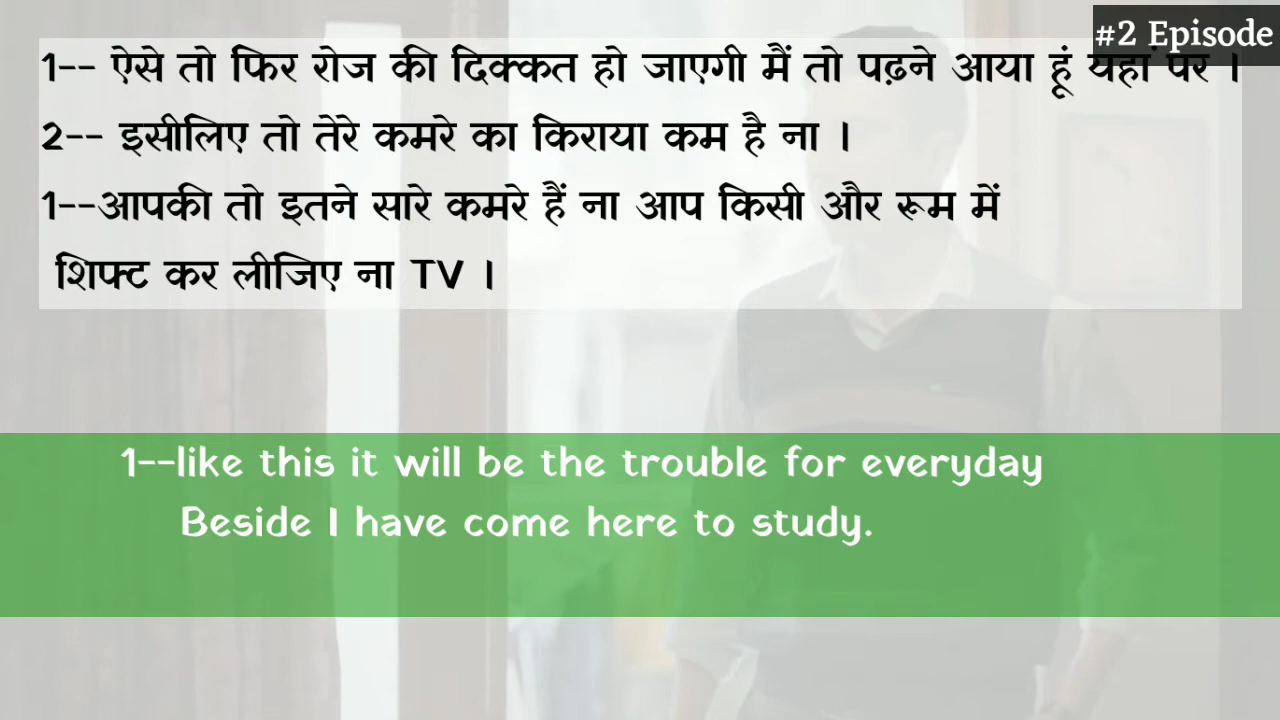 #2 Episode
1-- ऐसे तो फिर रोज की दिक्कत हो जाएगी मैं तो पढ़ने आया हूं यहां पर ।
2-- इसीलिए तो तेरे कमरे का किराया कम है ना ।
1--आपकी तो इतने सारे कमरे हैं ना आप किसी और रूम में
शिफ्ट कर लीजिए ना TV ।
1--like this it will be the trouble for everyday
Beside I have come here to study.